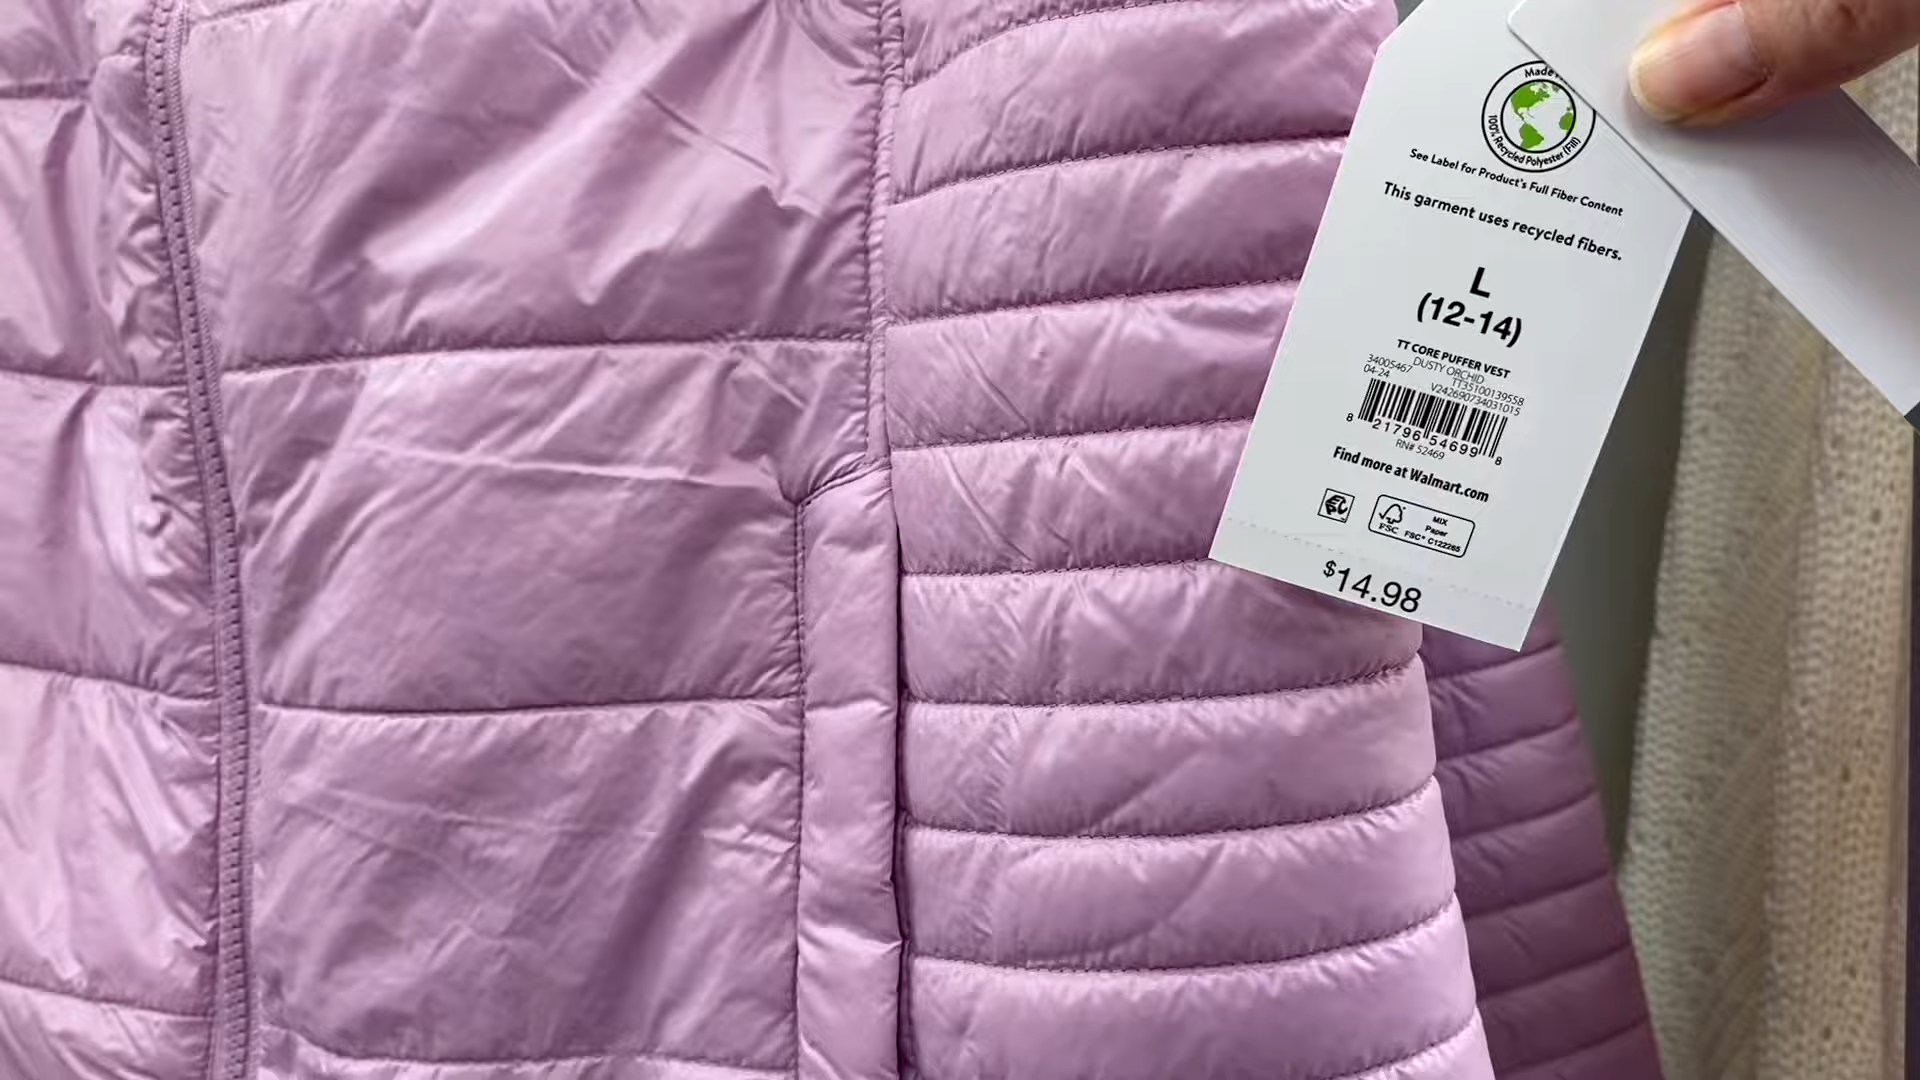 Made
100% Recycled Polyester (Fill)
See Label for Product's Full Fiber Content
This garment uses recycled fibers.
L
(12-14)
TT CORE PUFFER VEST
DUSTY ORCHID
34005467 TT35100139558
04-24 V242690734031015
8 21796 54699 8
RN# 52469
Find more at Walmart.com
FSC
MIX
Paper
FSC® C122265
$14.98